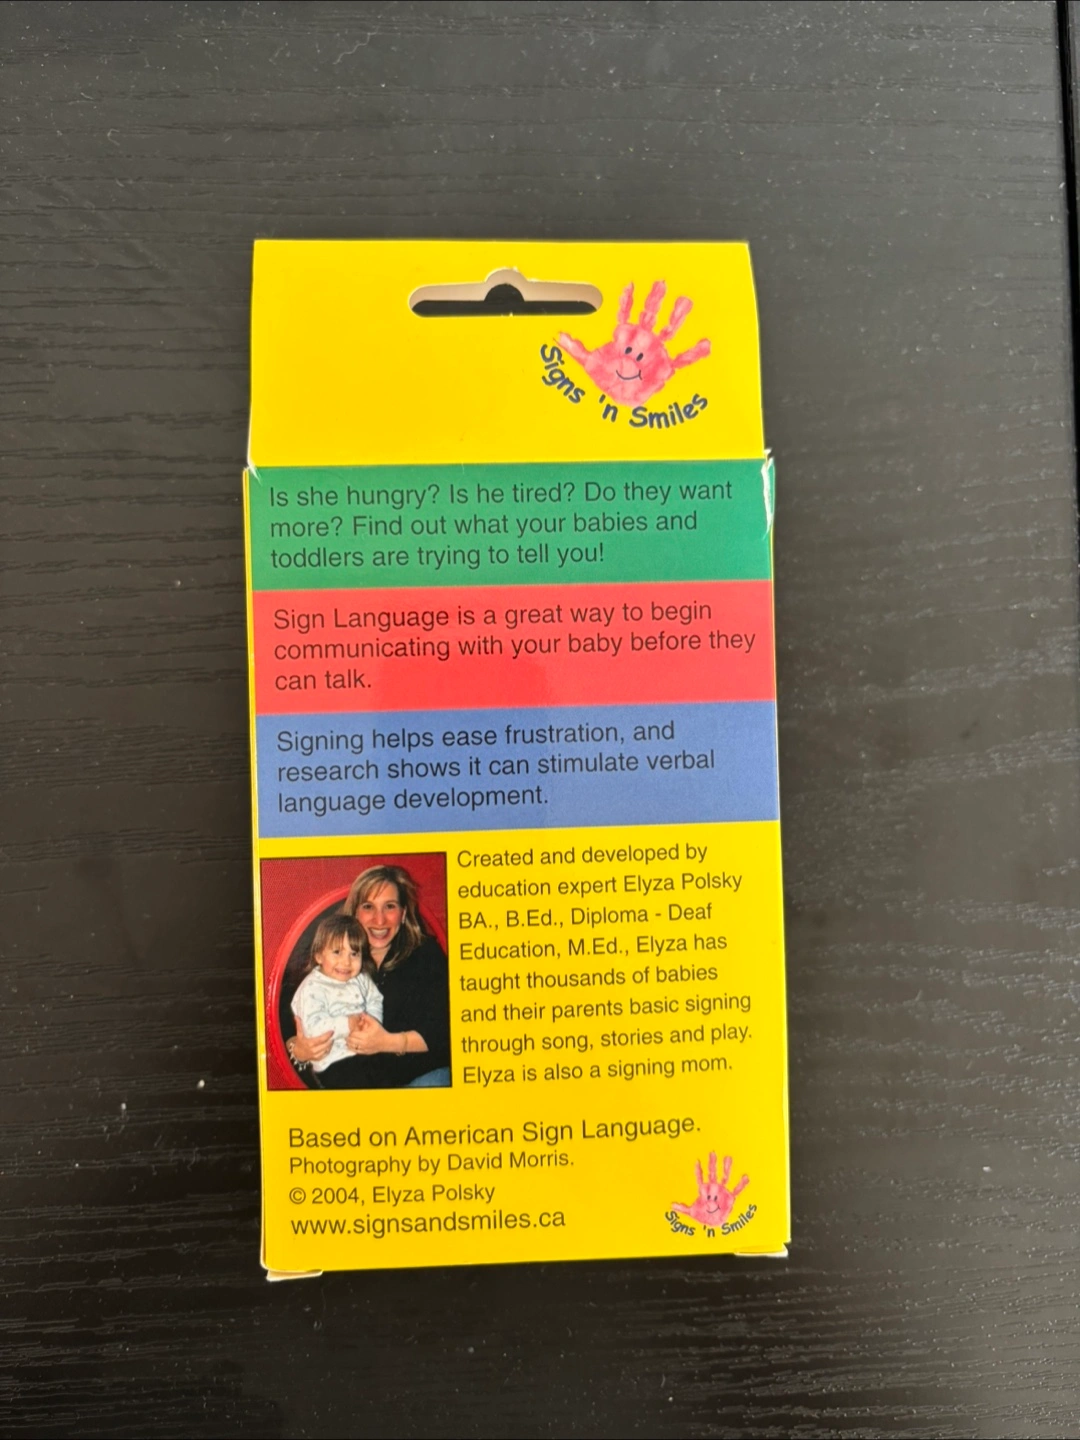 Signs 'n Smiles
Is she hungry? Is he tired? Do they want
more? Find out what your babies and
toddlers are trying to tell you!
Sign Language is a great way to begin
communicating with your baby before they
can talk.
Signing helps ease frustration, and
research shows it can stimulate verbal
language development.
Created and developed by
education expert Elyza Polsky
BA., B.Ed., Diploma - Deaf
Education, M.Ed., Elyza has
taught thousands of babies
and their parents basic signing
through song, stories and play.
Elyza is also a signing mom.
Based on American Sign Language.
Photography by David Morris.
© 2004, Elyza Polsky
www.signsandsmiles.ca
Signs 'n Smiles